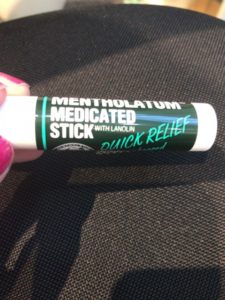 MENTHOLATUM
MEDICATED
STICK WITH LANOLIN
QUICK RELIEF